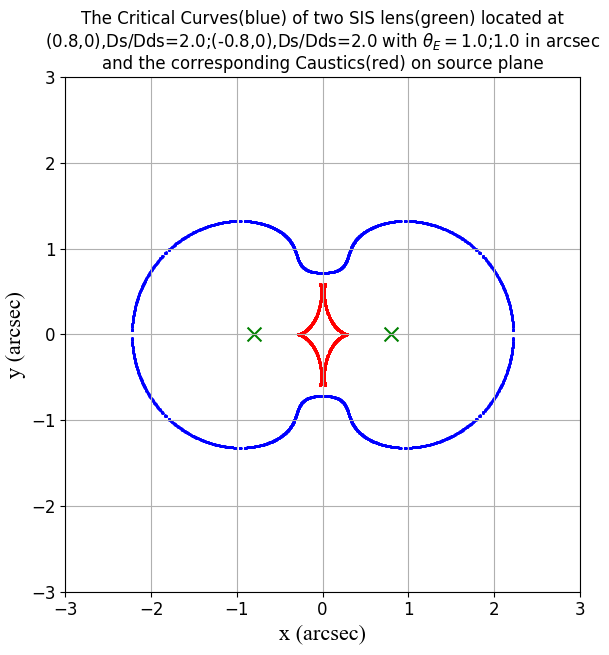 The Critical Curves(blue) of two SIS lens(green) located at
(0.8,0),Ds/Dds=2.0;(-0.8,0),Ds/Dds=2.0 with θ_E = 1.0;1.0 in arcsec
and the corresponding Caustics(red) on source plane
3
2
1
0
−1
−2
−3
y (arcsec)
−3 −2 −1 0 1 2 3
x (arcsec)